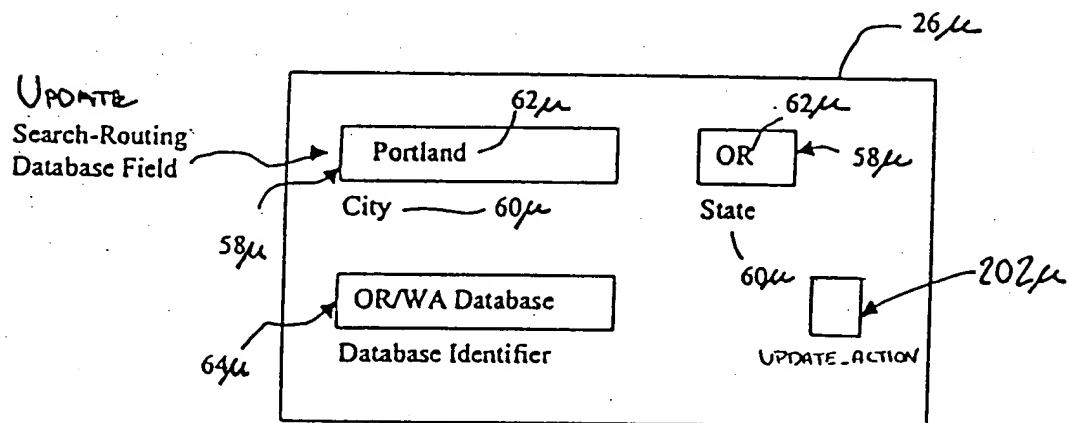 26μ
UPDATE
Search-Routing
Database Field
62μ
62μ
Portland
OR
58μ
City
60μ
State
58μ
60μ
202μ
OR/WA Database
64μ
Database Identifier
UPDATE_ACTION